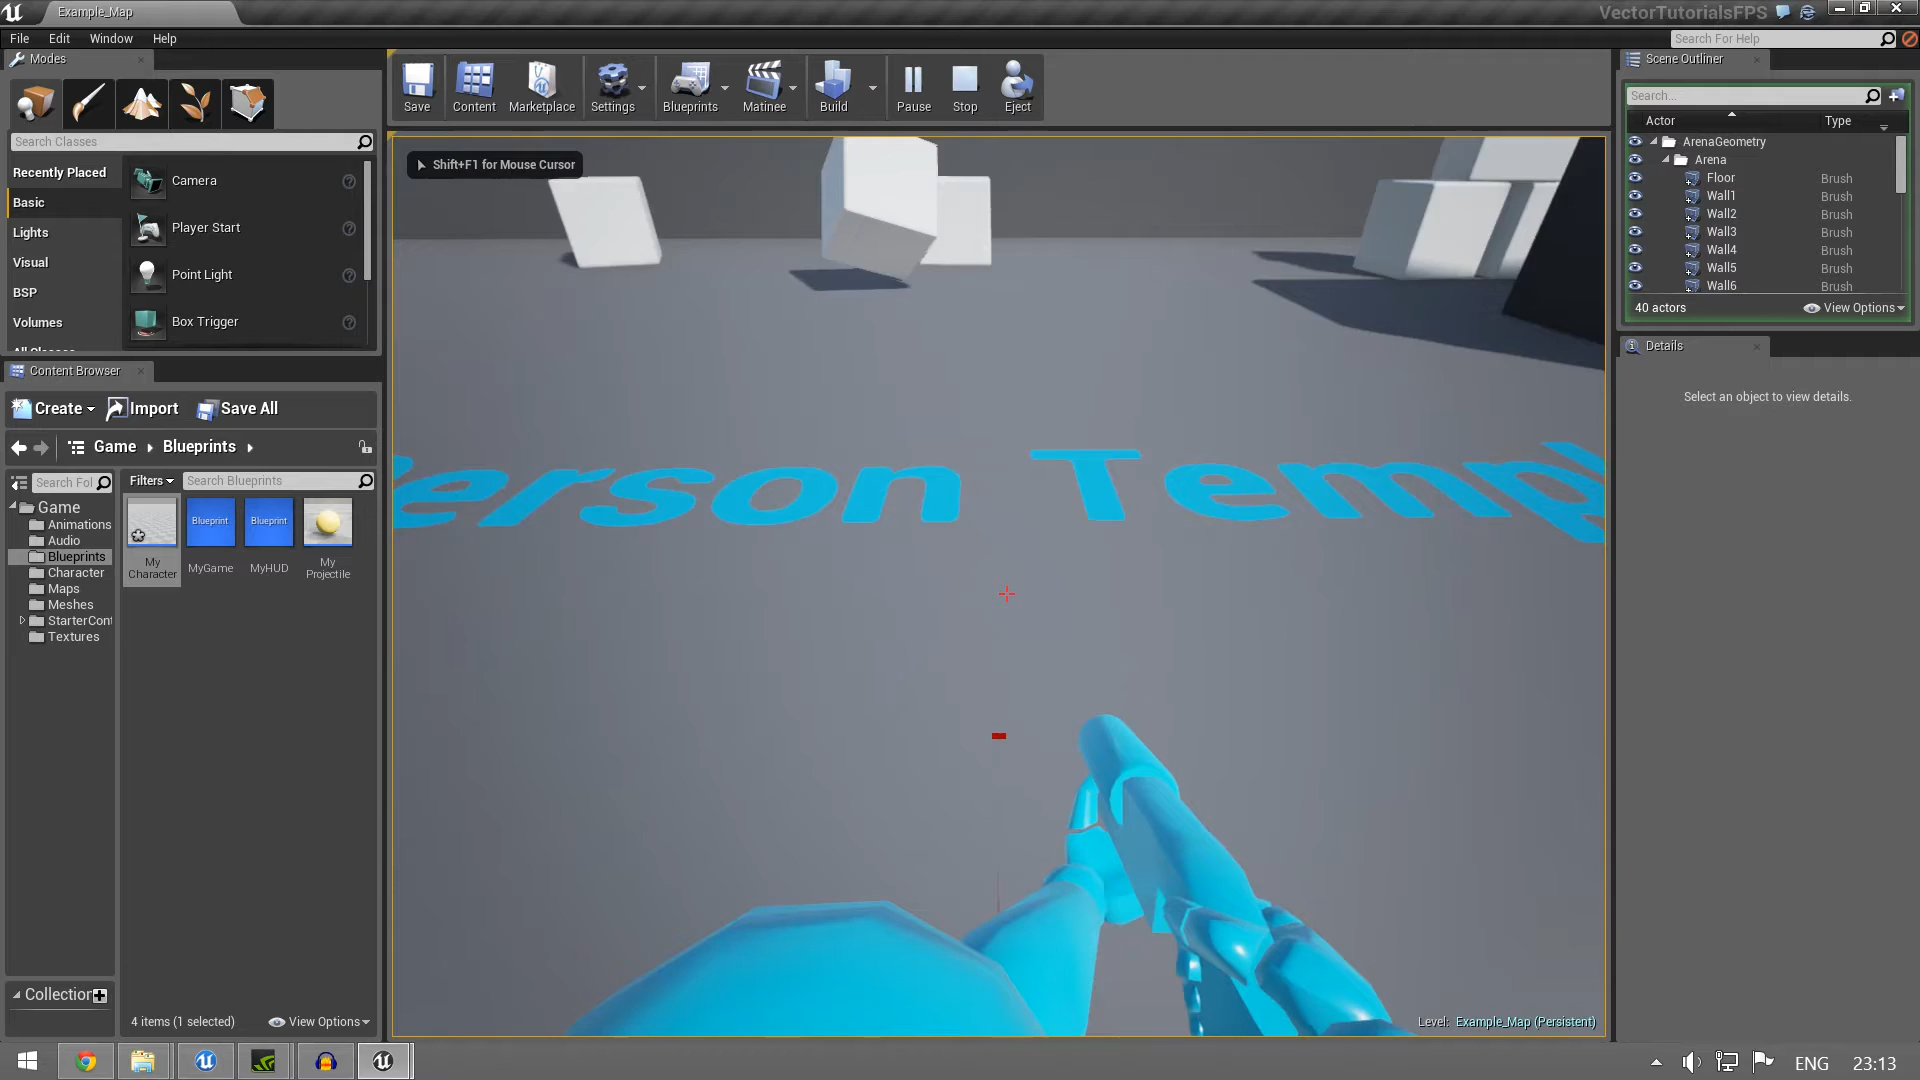 Example_Map
VectorTutorialsFPS
File Edit Window Help
Search For Help
Modes
Search Classes
Recently Placed
Basic
Lights
Visual
BSP
Volumes
All Classes
Camera
Player Start
Point Light
Box Trigger
Save Content Marketplace Settings Blueprints Matinee Build Pause Stop Eject
Shift+F1 for Mouse Cursor
erson Templ
Level: Example_Map (Persistent)
Scene Outliner
Search...
Actor Type
ArenaGeometry
Arena
Floor Brush
Wall1 Brush
Wall2 Brush
Wall3 Brush
Wall4 Brush
Wall5 Brush
Wall6 Brush
40 actors View Options
Details
Select an object to view details.
Content Browser
Create Import Save All
Game Blueprints
Search Fol
Filters Search Blueprints
Game
Animations
Audio
Blueprints
Character
Maps
Meshes
StarterCont
Textures
Blueprint Blueprint
My Character
MyGame
MyHUD
My Projectile
Collection
4 items (1 selected) View Options
ENG 23:13